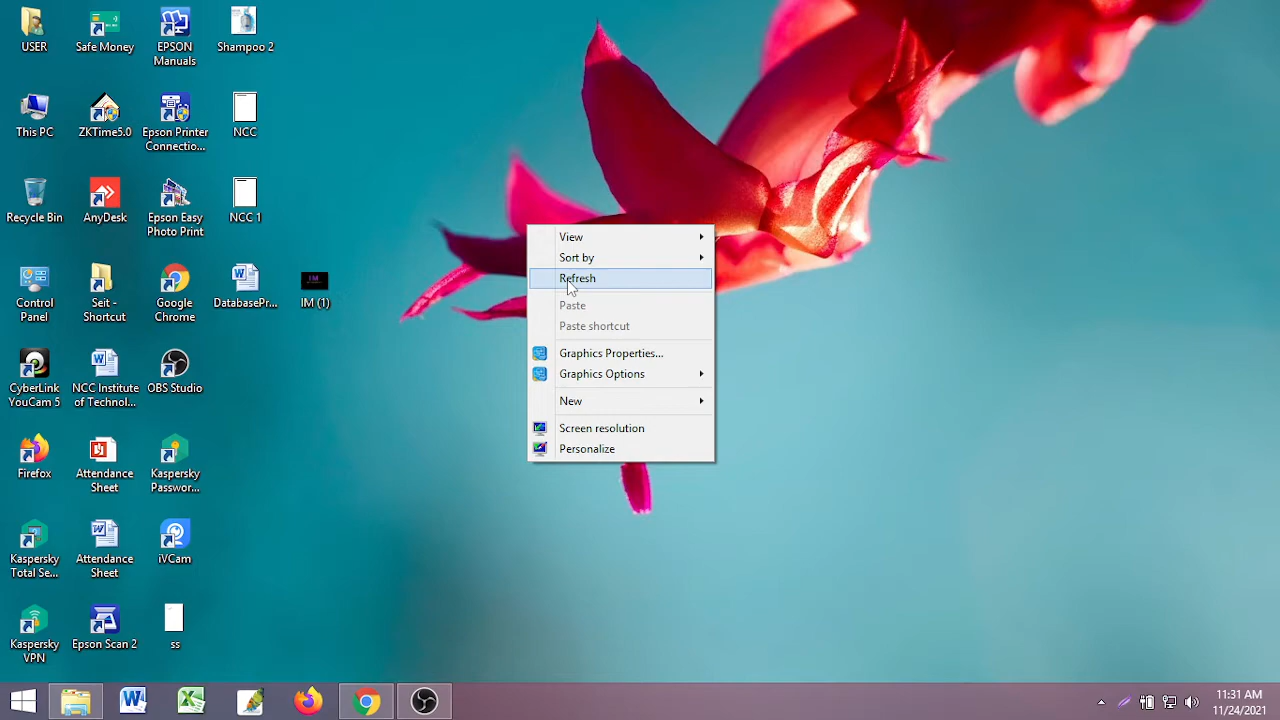 USER
Safe Money
EPSON
Manuals
Shampoo 2
This PC
ZKTime5.0
Epson Printer
Connectio...
NCC
Recycle Bin
AnyDesk
Epson Easy
Photo Print
NCC 1
Control
Panel
Seit -
Shortcut
Google
Chrome
DatabasePr...
IM
IM (1)
CyberLink
YouCam 5
NCC Institute
of Technol...
OBS Studio
Firefox
Attendance
Sheet
Kaspersky
Passwor...
Kaspersky
Total Se...
Attendance
Sheet
iVCam
Kaspersky
VPN
Epson Scan 2
ss
View
Sort by
Refresh
Paste
Paste shortcut
Graphics Properties...
Graphics Options
New
Screen resolution
Personalize
11:31 AM
11/24/2021